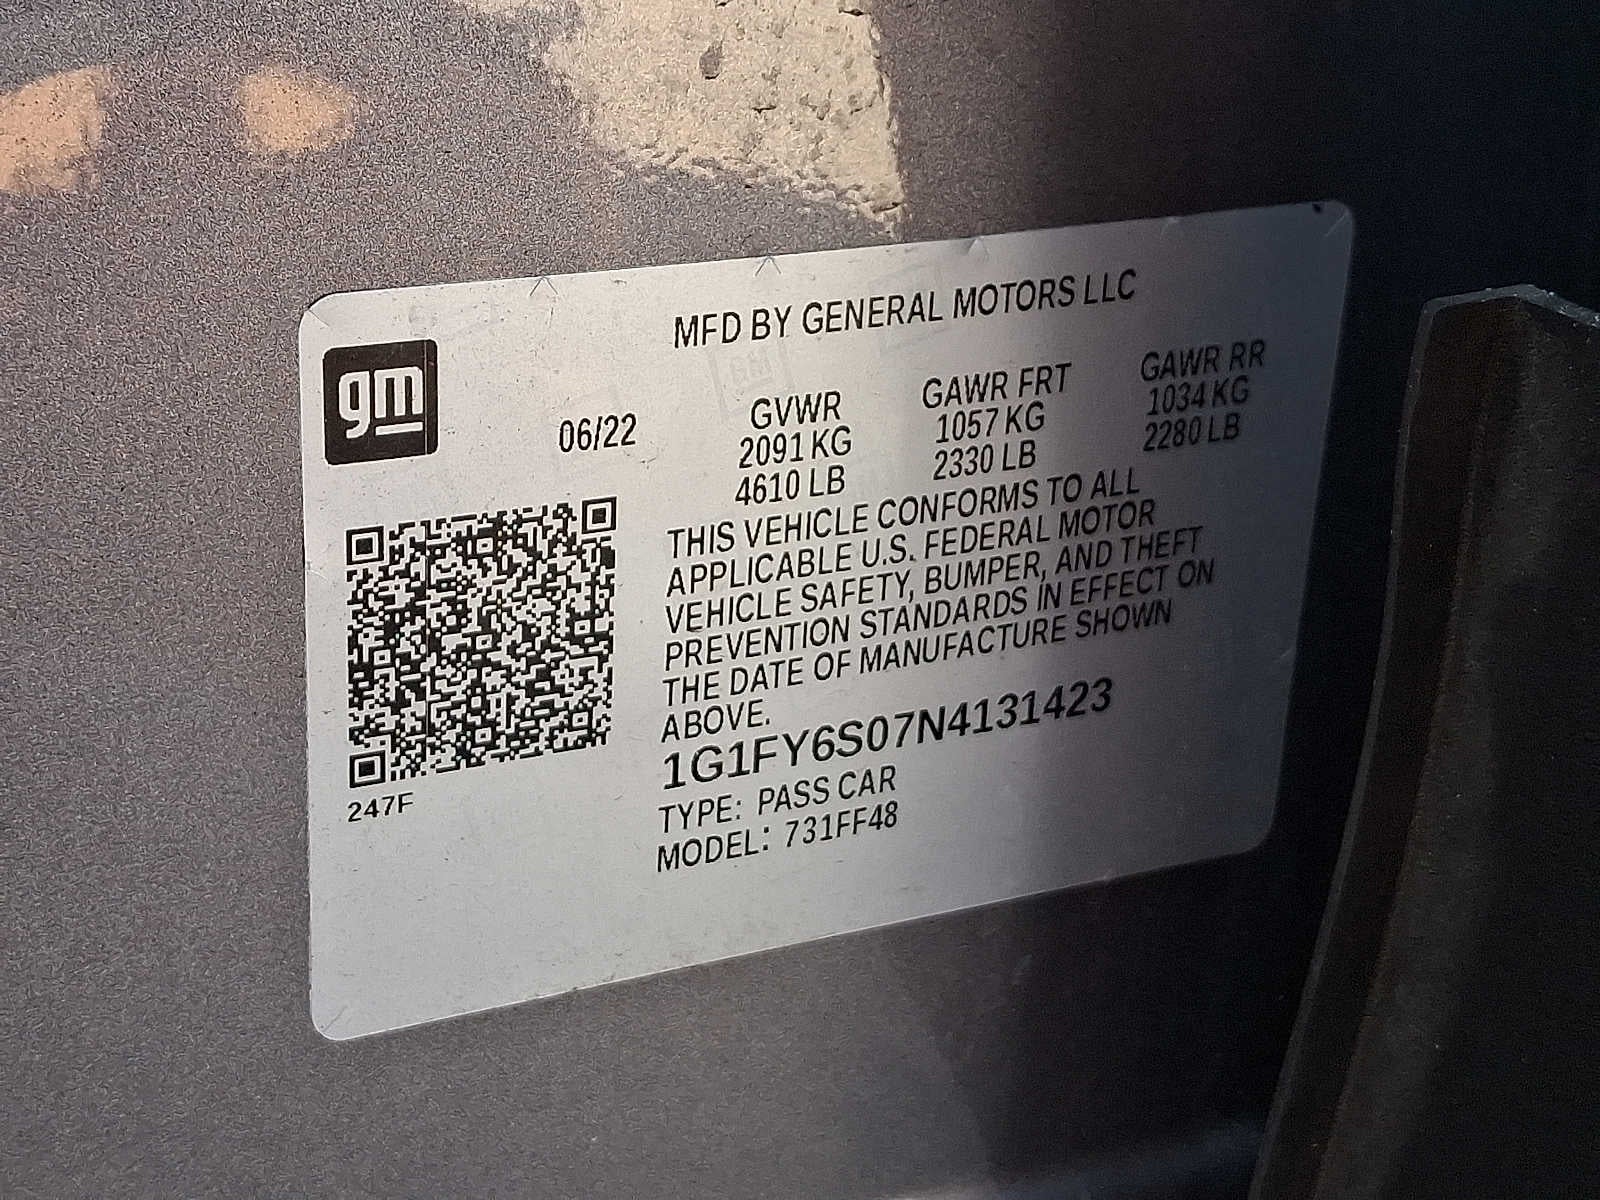 MFD BY GENERAL MOTORS LLC
gm
06/22
GVWR GAWR FRT GAWR RR
2091 KG 1057 KG 1034 KG
4610 LB 2330 LB 2280 LB
THIS VEHICLE CONFORMS TO ALL
APPLICABLE U.S. FEDERAL MOTOR
VEHICLE SAFETY, BUMPER, AND THEFT
PREVENTION STANDARDS IN EFFECT ON
THE DATE OF MANUFACTURE SHOWN
ABOVE.
1G1FY6S07N4131423
TYPE: PASS CAR
MODEL: 731FF48
247F